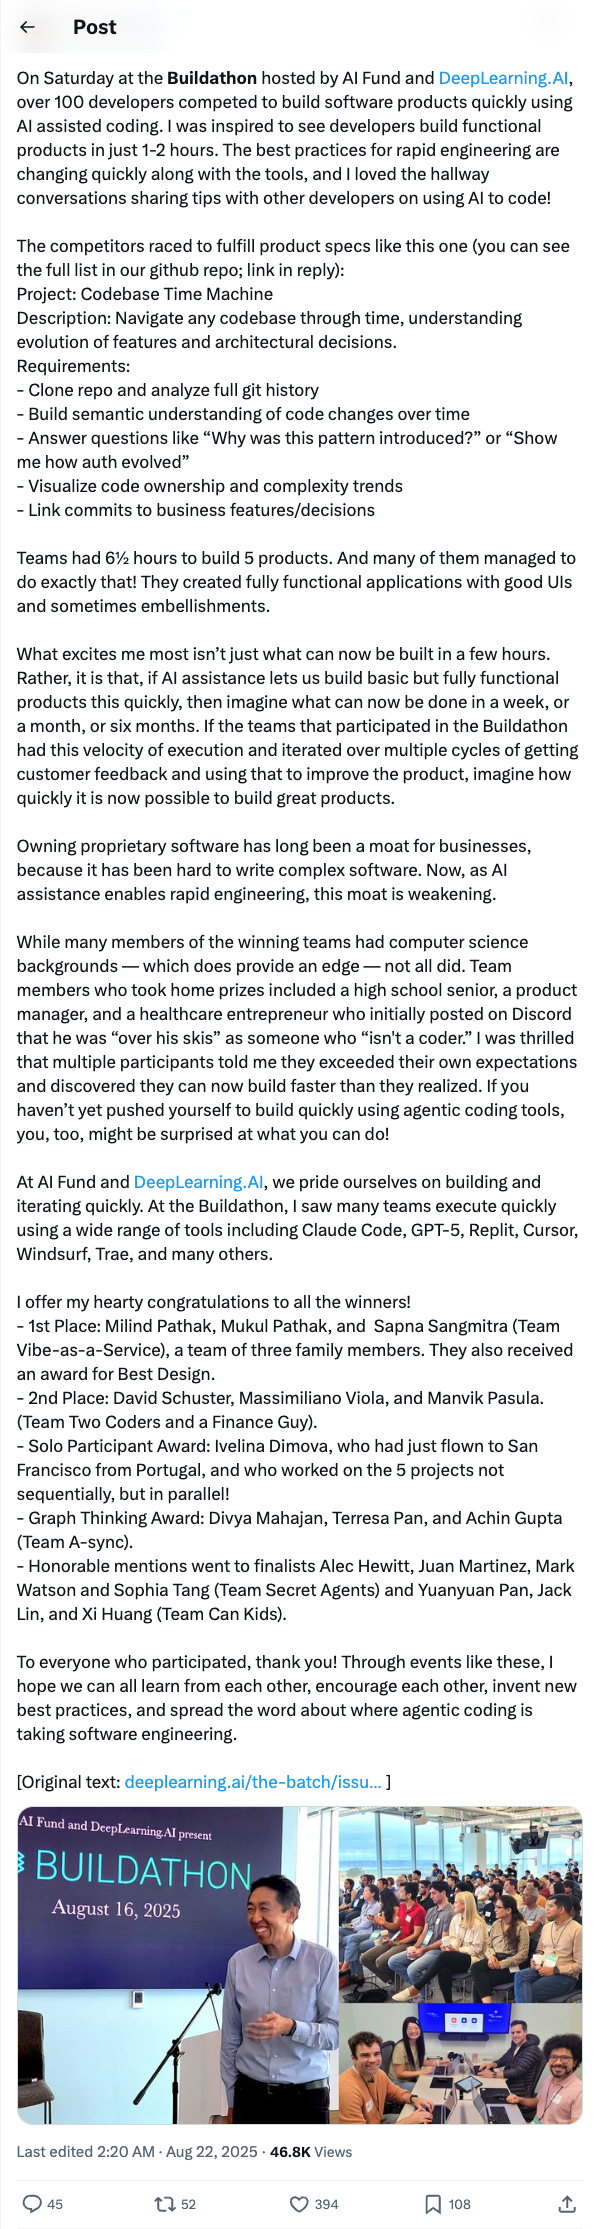 Post
On Saturday at the Buildathon hosted by AI Fund and DeepLearning.AI,
over 100 developers competed to build software products quickly using
AI assisted coding. I was inspired to see developers build functional
products in just 1-2 hours. The best practices for rapid engineering are
changing quickly along with the tools, and I loved the hallway
conversations sharing tips with other developers on using AI to code!
The competitors raced to fulfill product specs like this one (you can see
the full list in our github repo; link in reply):
Project: Codebase Time Machine
Description: Navigate any codebase through time, understanding
evolution of features and architectural decisions.
Requirements:
- Clone repo and analyze full git history
- Build semantic understanding of code changes over time
- Answer questions like “Why was this pattern introduced?” or “Show
me how auth evolved”
- Visualize code ownership and complexity trends
- Link commits to business features/decisions
Teams had 6½ hours to build 5 products. And many of them managed to
do exactly that! They created fully functional applications with good UIs
and sometimes embellishments.
What excites me most isn’t just what can now be built in a few hours.
Rather, it is that, if AI assistance lets us build basic but fully functional
products this quickly, then imagine what can now be done in a week, or
a month, or six months. If the teams that participated in the Buildathon
had this velocity of execution and iterated over multiple cycles of getting
customer feedback and using that to improve the product, imagine how
quickly it is now possible to build great products.
Owning proprietary software has long been a moat for businesses,
because it has been hard to write complex software. Now, as AI
assistance enables rapid engineering, this moat is weakening.
While many members of the winning teams had computer science
backgrounds — which does provide an edge — not all did. Team
members who took home prizes included a high school senior, a product
manager, and a healthcare entrepreneur who initially posted on Discord
that he was “over his skis” as someone who “isn't a coder.” I was thrilled
that multiple participants told me they exceeded their own expectations
and discovered they can now build faster than they realized. If you
haven’t yet pushed yourself to build quickly using agentic coding tools,
you, too, might be surprised at what you can do!
At AI Fund and DeepLearning.AI, we pride ourselves on building and
iterating quickly. At the Buildathon, I saw many teams execute quickly
using a wide range of tools including Claude Code, GPT-5, Replit, Cursor,
Windsurf, Trae, and many others.
I offer my hearty congratulations to all the winners!
- 1st Place: Milind Pathak, Mukul Pathak, and  Sapna Sangmitra (Team
Vibe-as-a-Service), a team of three family members. They also received
an award for Best Design.
- 2nd Place: David Schuster, Massimiliano Viola, and Manvik Pasula.
(Team Two Coders and a Finance Guy).
- Solo Participant Award: Ivelina Dimova, who had just flown to San
Francisco from Portugal, and who worked on the 5 projects not
sequentially, but in parallel!
- Graph Thinking Award: Divya Mahajan, Terresa Pan, and Achin Gupta
(Team A-sync).
- Honorable mentions went to finalists Alec Hewitt, Juan Martinez, Mark
Watson and Sophia Tang (Team Secret Agents) and Yuanyuan Pan, Jack
Lin, and Xi Huang (Team Can Kids).
To everyone who participated, thank you! Through events like these, I
hope we can all learn from each other, encourage each other, invent new
best practices, and spread the word about where agentic coding is
taking software engineering.
[Original text: deeplearning.ai/the-batch/issu... ]
AI Fund and DeepLearning.AI present
BUILDATHON
August 16, 2025
Last edited 2:20 AM · Aug 22, 2025 · 46.8K Views
45 52 394 108